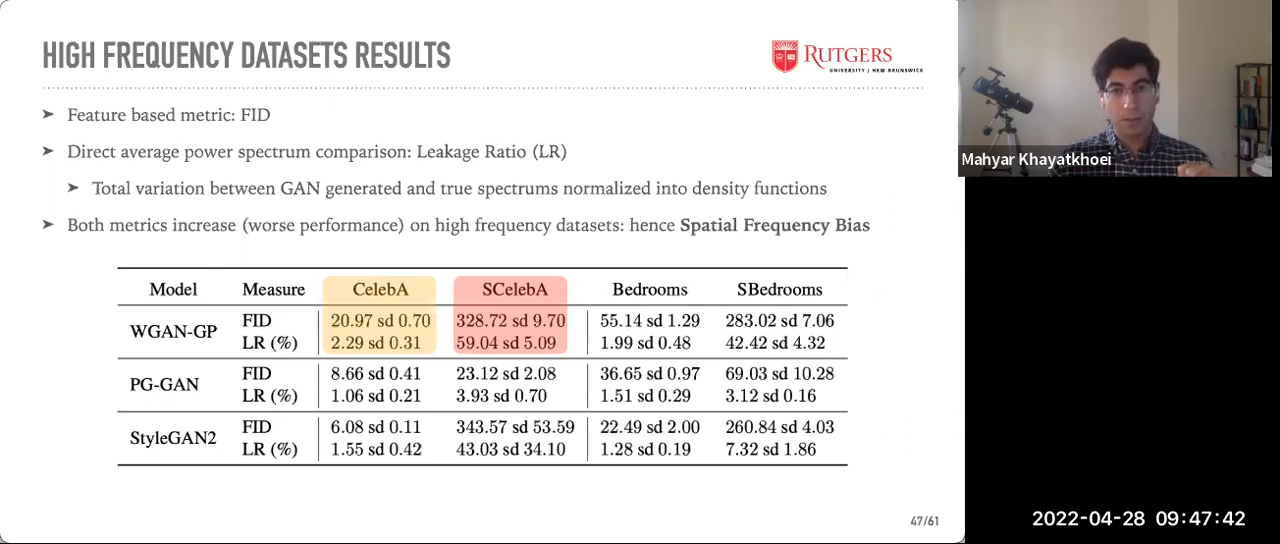 HIGH FREQUENCY DATASETS RESULTS
RUTGERS
UNIVERSITY | NEW BRUNSWICK
➤ Feature based metric: FID
➤ Direct average power spectrum comparison: Leakage Ratio (LR)
➤ Total variation between GAN generated and true spectrums normalized into density functions
➤ Both metrics increase (worse performance) on high frequency datasets: hence Spatial Frequency Bias
Model Measure CelebA SCelebA Bedrooms SBedrooms
WGAN-GP
FID 20.97 sd 0.70 328.72 sd 9.70 55.14 sd 1.29 283.02 sd 7.06
LR (%) 2.29 sd 0.31 59.04 sd 5.09 1.99 sd 0.48 42.42 sd 4.32
PG-GAN
FID 8.66 sd 0.41 23.12 sd 2.08 36.65 sd 0.97 69.03 sd 10.28
LR (%) 1.06 sd 0.21 3.93 sd 0.70 1.51 sd 0.29 3.12 sd 0.16
StyleGAN2
FID 6.08 sd 0.11 343.57 sd 53.59 22.49 sd 2.00 260.84 sd 4.03
LR (%) 1.55 sd 0.42 43.03 sd 34.10 1.28 sd 0.19 7.32 sd 1.86
47/61
Mahyar Khayatkhoei
2022-04-28 09:47:42